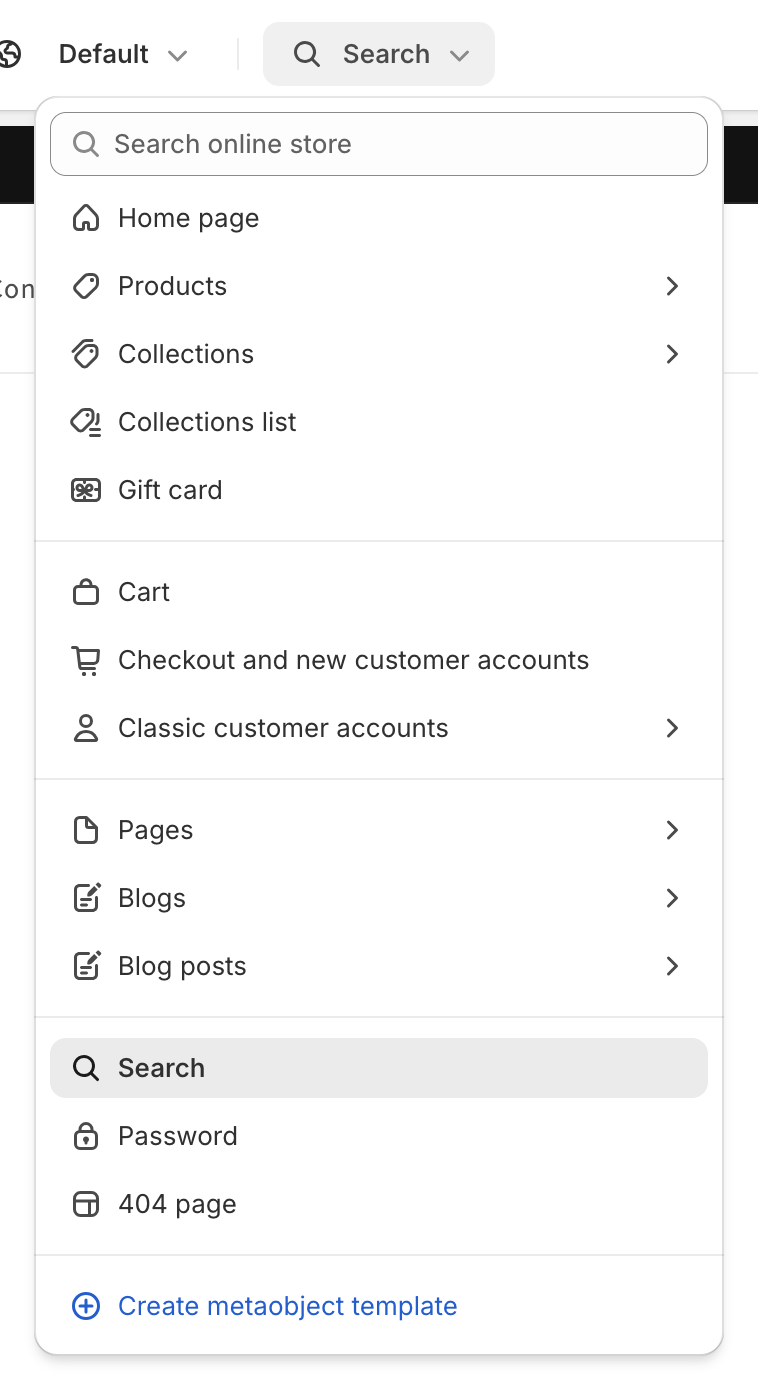 Default
Search
Search online store
Home page
Products
Con
Collections
Collections list
Gift card
Cart
Checkout and new customer accounts
Classic customer accounts
Pages
Blogs
Blog posts
Search
Password
404 page
Create metaobject template